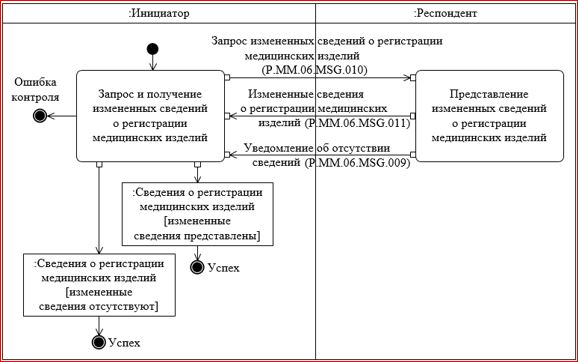 :Инициатор
:Респондент
Запрос измененных сведений о регистрации
медицинских изделий
(P.MM.06.MSG.010)
Ошибка
контроля
Запрос и получение
измененных сведений
о регистрации
медицинских изделий
Измененные сведения
о регистрации медицинских
изделий (P.MM.06.MSG.011)
Представление
измененных сведений
о регистрации
медицинских изделий
Уведомление об отсутствии
сведений (P.MM.06.MSG.009)
:Сведения о регистрации
медицинских изделий
[измененные
сведения представлены]
Успех
:Сведения о регистрации
медицинских изделий
[измененные
сведения отсутствуют]
Успех